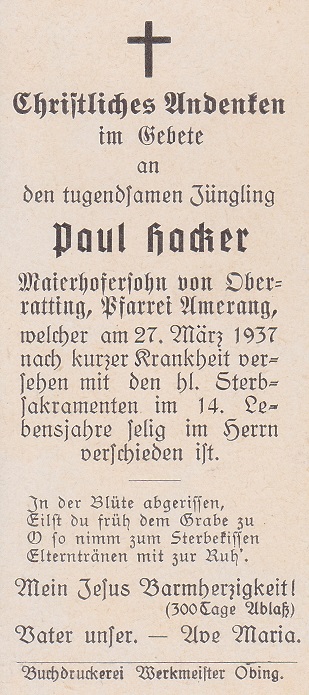 Christliches Andenken
im Gebete
an
den tugendsamen Jüngling
Paul Hacker
Maierhofersohn von Ober-
ratting, Pfarrei Amerang,
welcher am 27. März 1937
nach kurzer Krankheit ver-
sehen mit den hl. Sterb-
sakramenten im 14. Le-
bensjahre selig im Herrn
verschieden ist.
In der Blüte abgerissen,
Eilst du früh dem Grabe zu
O so nimm zum Sterbekissen
Elterntränen mit zur Ruh'.
Mein Jesus Barmherzigkeit!
(300 Tage Ablaß)
Vater unser. — Ave Maria.
Buchdruckerei Werkmeister Obing.